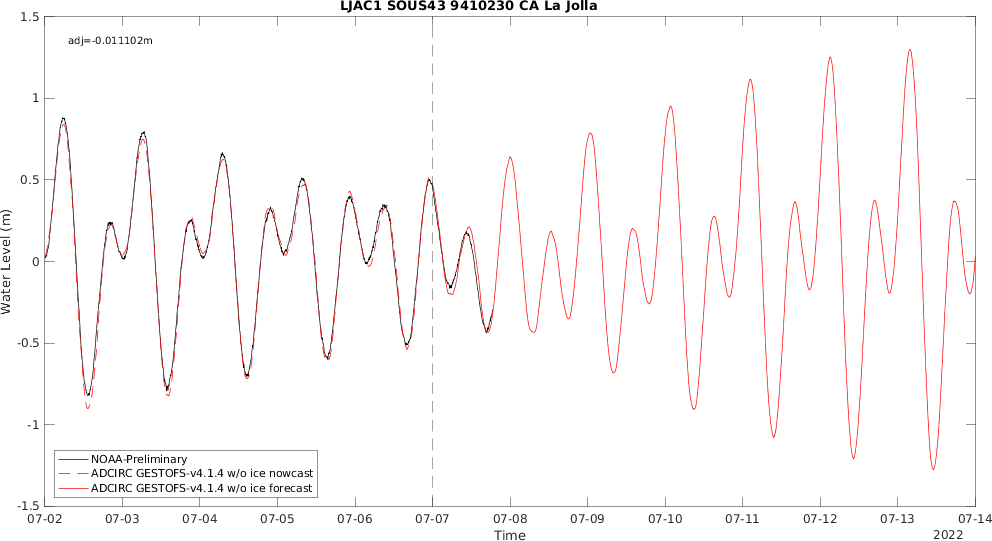 LJAC1 SOUS43 9410230 CA La Jolla
adj=-0.011102m
1.5
1
0.5
0
-0.5
-1
-1.5
Water Level (m)
NOAA-Preliminary
ADCIRC GESTOFS-v4.1.4 w/o ice nowcast
ADCIRC GESTOFS-v4.1.4 w/o ice forecast
07-02 07-03 07-04 07-05 07-06 07-07 07-08 07-09 07-10 07-11 07-12 07-13 07-14
Time
2022